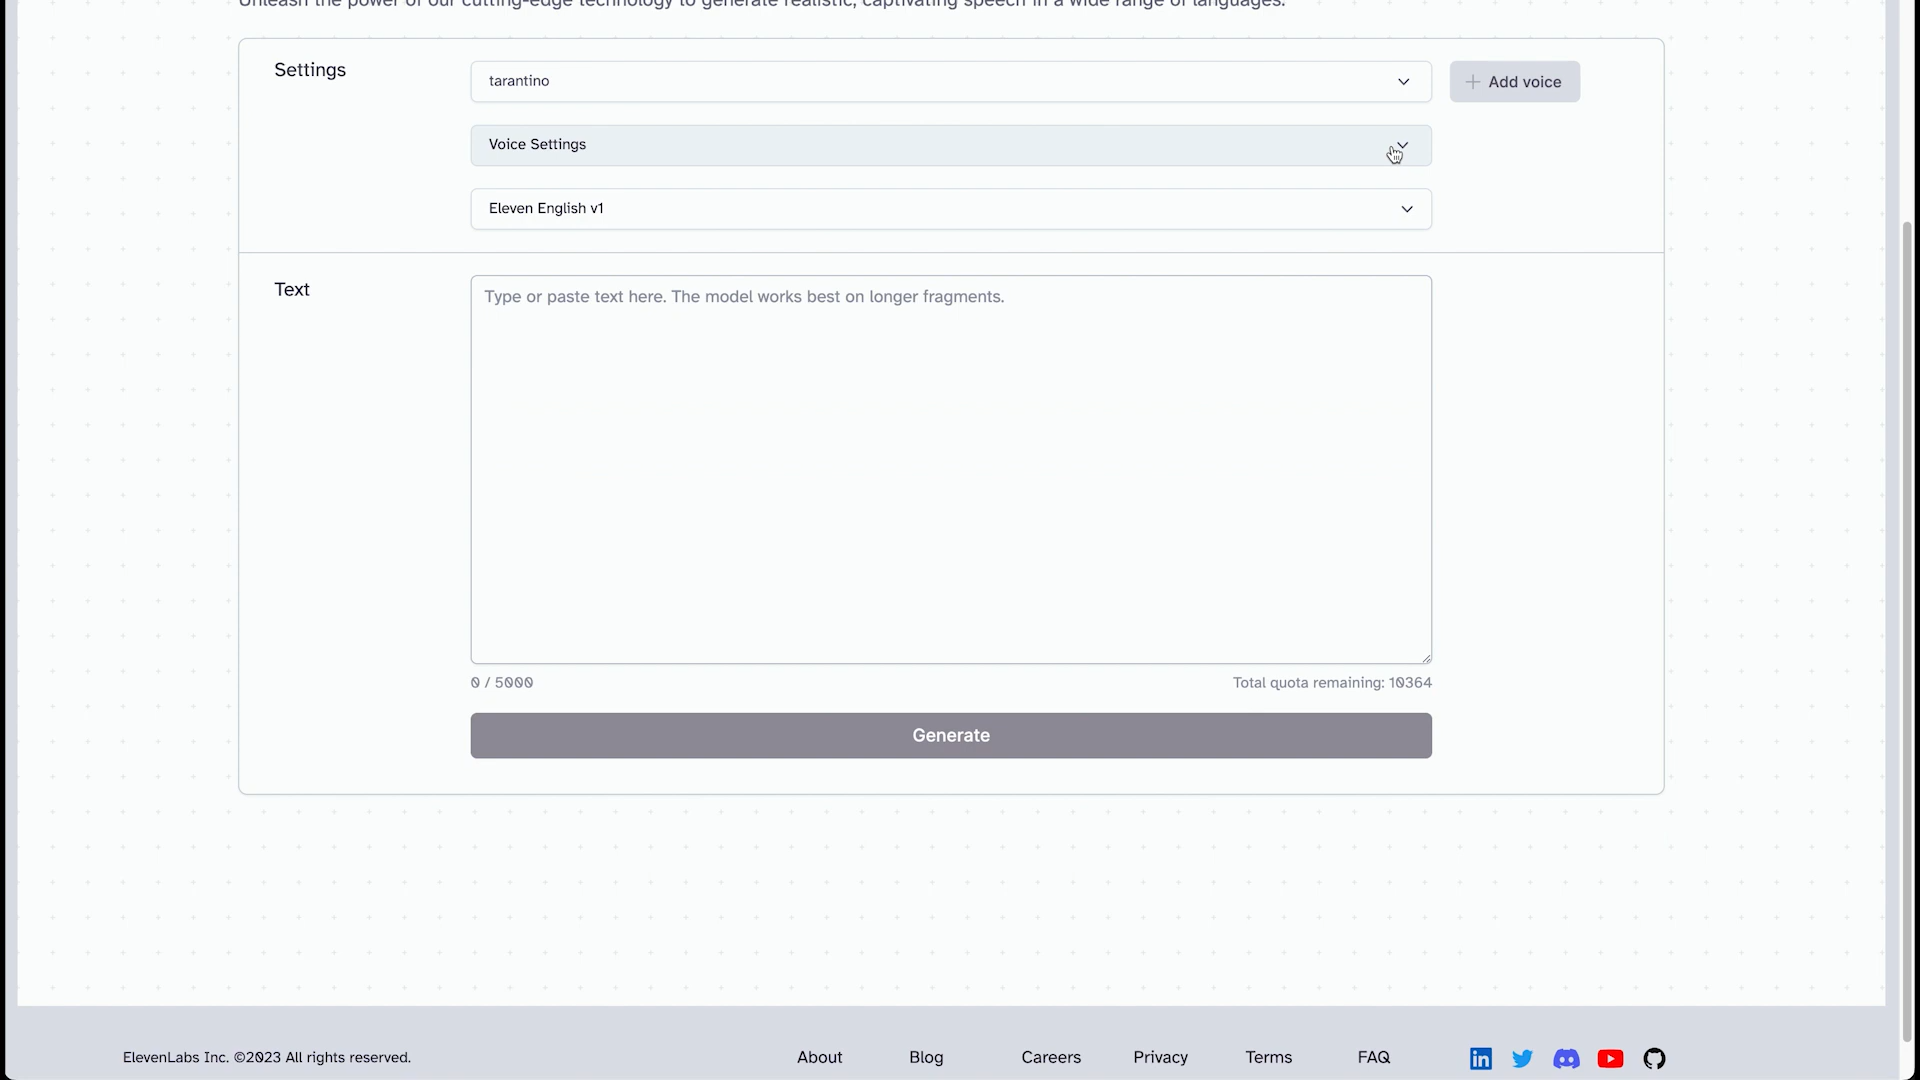 Unleash the power of our cutting-edge technology to generate realistic, captivating speech in a wide range of languages.
Settings
tarantino
Add voice
Voice Settings
Eleven English v1
Text
Type or paste text here. The model works best on longer fragments.
0 / 5000
Total quota remaining: 10364
Generate
ElevenLabs Inc. ©2023 All rights reserved.
About
Blog
Careers
Privacy
Terms
FAQ